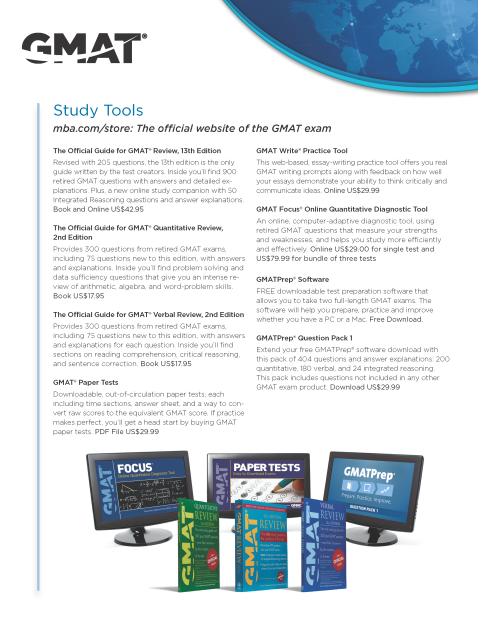 GMAT®
Study Tools
mba.com/store: The official website of the GMAT exam
The Official Guide for GMAT® Review, 13th Edition
Revised with 205 questions, the 13th edition is the only
guide written by the test creators. Inside you'll find 900
retired GMAT questions with answers and detailed ex-
planations. Plus, a new online study companion with 50
Integrated Reasoning questions and answer explanations.
Book and Online US$42.95
The Official Guide for GMAT® Quantitative Review,
2nd Edition
Provides 300 questions from retired GMAT exams,
including 75 questions new to this edition, with answers
and explanations. Inside you'll find problem solving and
data sufficiency questions that give you an intense re-
view of arithmetic, algebra, and word-problem skills.
Book US$17.95
The Official Guide for GMAT® Verbal Review, 2nd Edition
Provides 300 questions from retired GMAT exams,
including 75 questions new to this edition, with answers
and explanations for each question. Inside you'll find
sections on reading comprehension, critical reasoning,
and sentence correction. Book US$17.95
GMAT® Paper Tests
Downloadable, out-of-circulation paper tests; each
including time sections, answer sheet, and a way to con-
vert raw scores to the equivalent GMAT score. If practice
makes perfect, you'll get a head start by buying GMAT
paper tests. PDF File US$29.99
GMAT Write® Practice Tool
This web-based, essay-writing practice tool offers you real
GMAT writing prompts along with feedback on how well
your essays demonstrate your ability to think critically and
communicate ideas. Online US$29.99
GMAT Focus® Online Quantitative Diagnostic Tool
An online, computer-adaptive diagnostic tool, using
retired GMAT questions that measure your strengths
and weaknesses, and helps you study more efficiently
and effectively. Online US$29.00 for single test and
US$79.99 for bundle of three tests
GMATPrep® Software
FREE downloadable test preparation software that
allows you to take two full-length GMAT exams. The
software will help you prepare, practice and improve
whether you have a PC or a Mac. Free Download.
GMATPrep® Question Pack 1
Extend your free GMATPrep® software download with
this pack of 404 questions and answer explanations: 200
quantitative, 180 verbal, and 24 integrated reasoning.
This pack includes questions not included in any other
GMAT exam product. Download US$29.99
GMAT
FOCUS®
Online Quantitative Diagnostic Tool
GMAT
PAPER TESTS
GMATPrep®
Prepare. Practice. Improve.
QUESTION PACK 1
GMAT
REVIEW
GMAT
REVIEW
GMAT
VERBAL
REVIEW